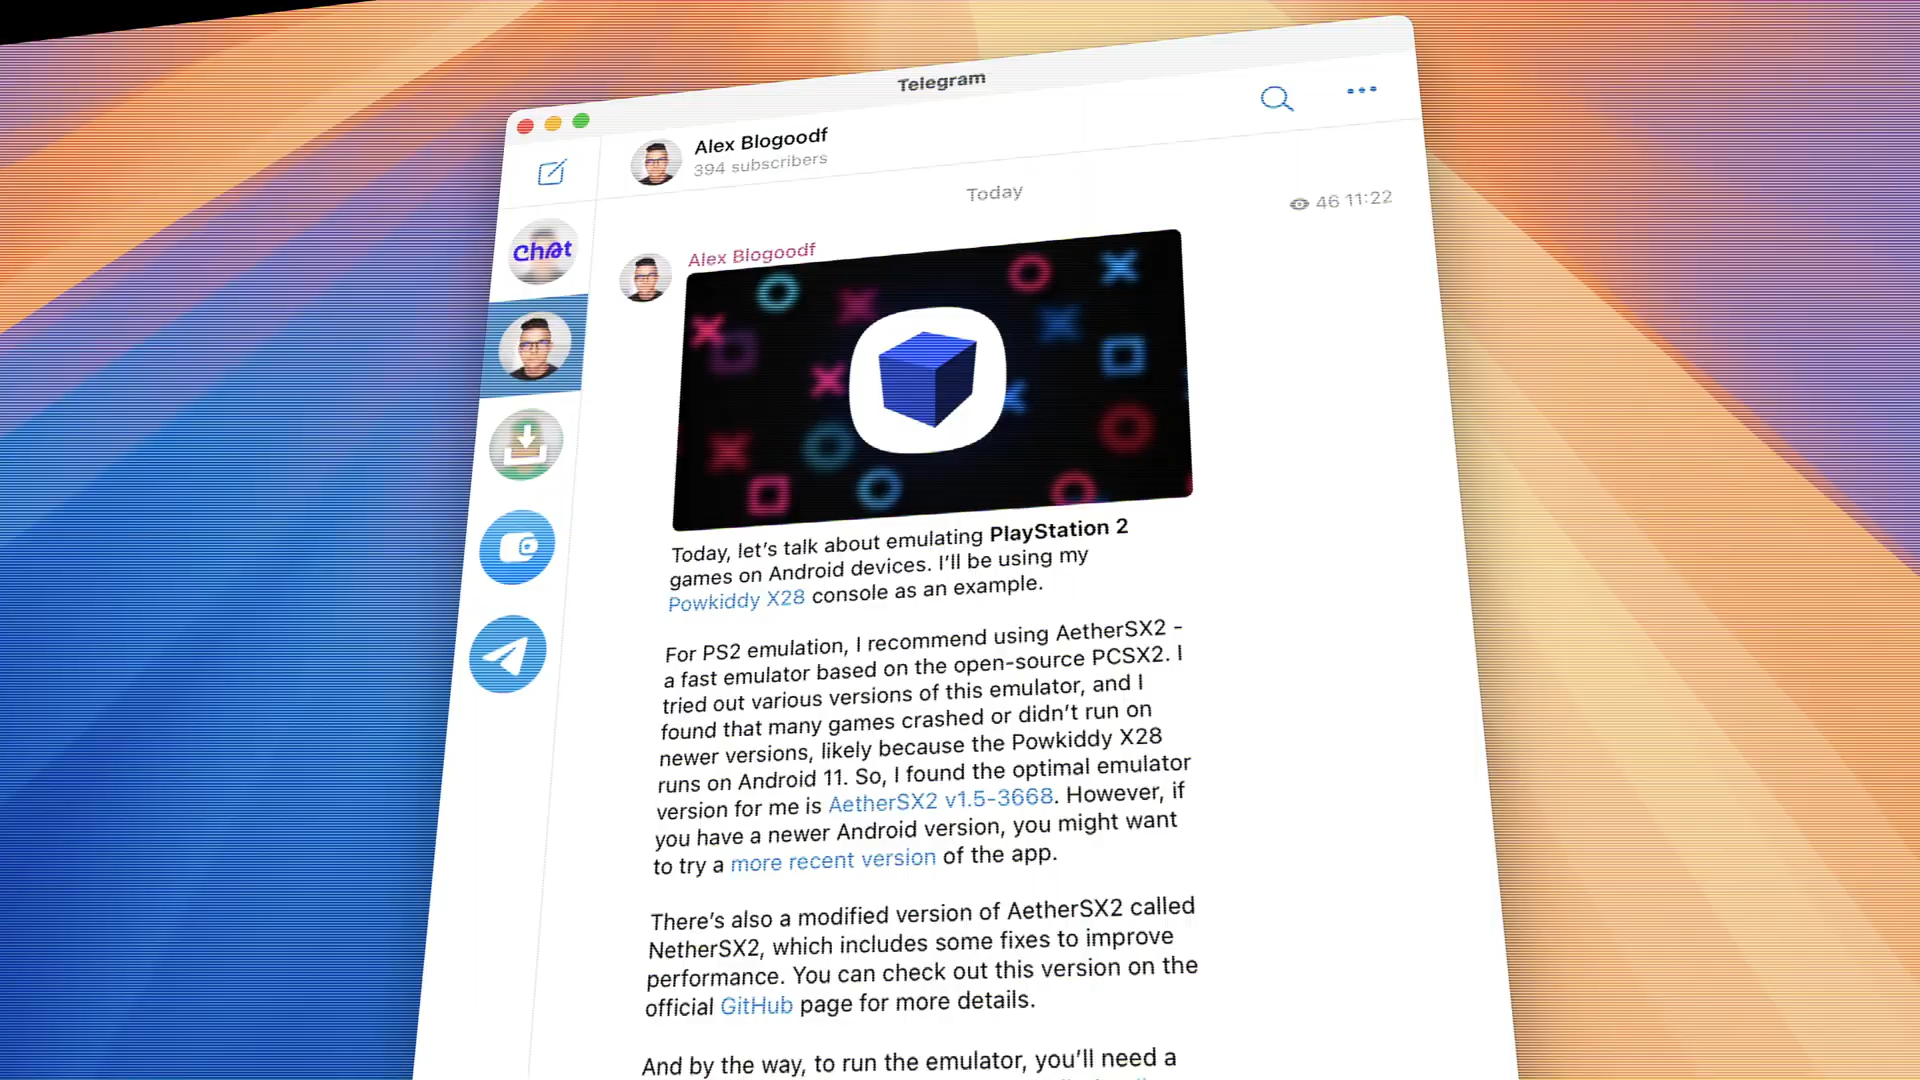 Telegram
Alex Blogoodf
394 subscribers
Today
46 11:22
Chat
Alex Blogoodf
Today, let's talk about emulating PlayStation 2
games on Android devices. I'll be using my
Powkiddy X28 console as an example.
For PS2 emulation, I recommend using AetherSX2 -
a fast emulator based on the open-source PCSX2. I
tried out various versions of this emulator, and I
found that many games crashed or didn't run on
newer versions, likely because the Powkiddy X28
runs on Android 11. So, I found the optimal emulator
version for me is AetherSX2 v1.5-3668. However, if
you have a newer Android version, you might want
to try a more recent version of the app.
There's also a modified version of AetherSX2 called
NetherSX2, which includes some fixes to improve
performance. You can check out this version on the
official GitHub page for more details.
And by the way, to run the emulator, you'll need a